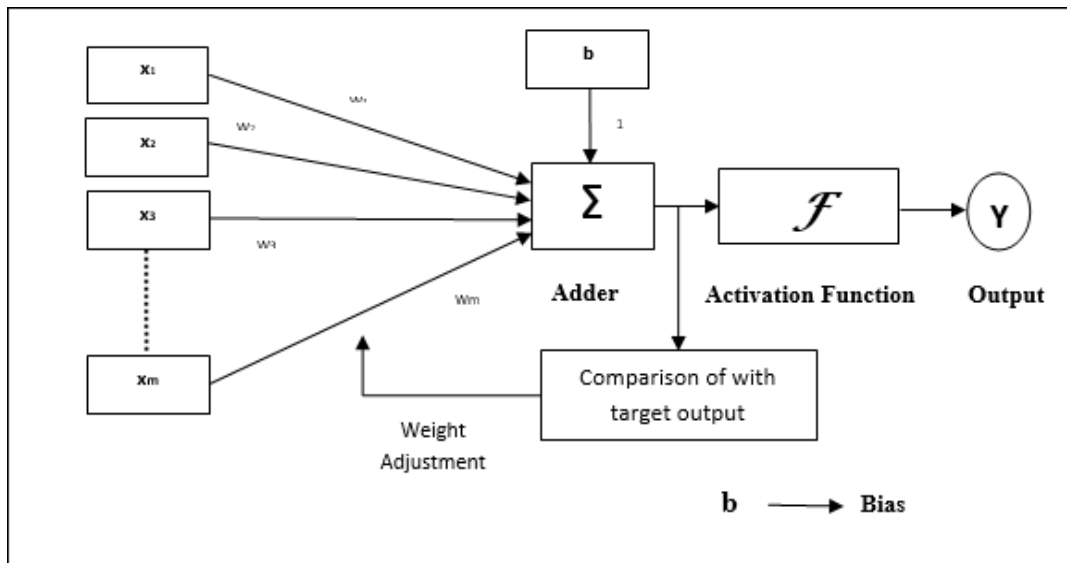 x1
b
W1
x2
W2
1
x3
W3
Σ
ℱ
Y
Adder
Activation Function
Output
Wm
xm
Comparison of with
target output
Weight
Adjustment
b
Bias